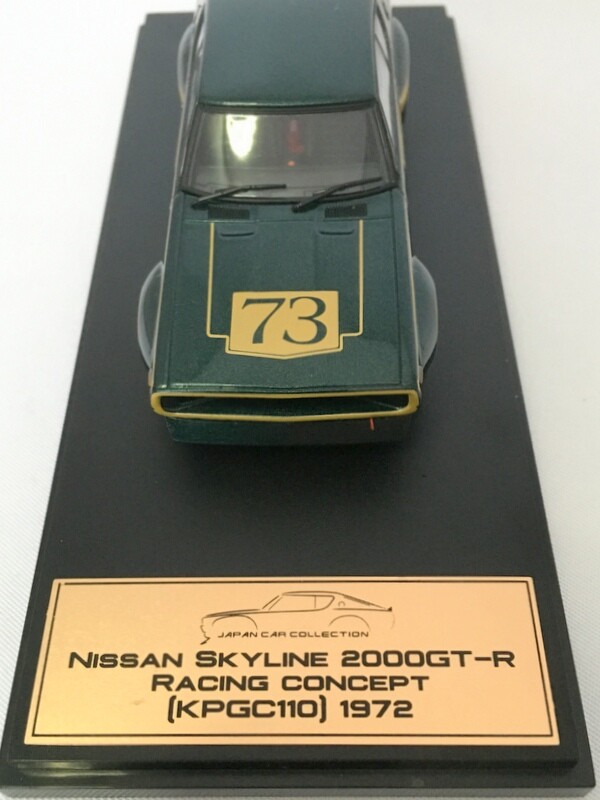 73
JAPAN CAR COLLECTION
NISSAN SKYLINE 2000GT-R
RACING CONCEPT
(KPGC110) 1972